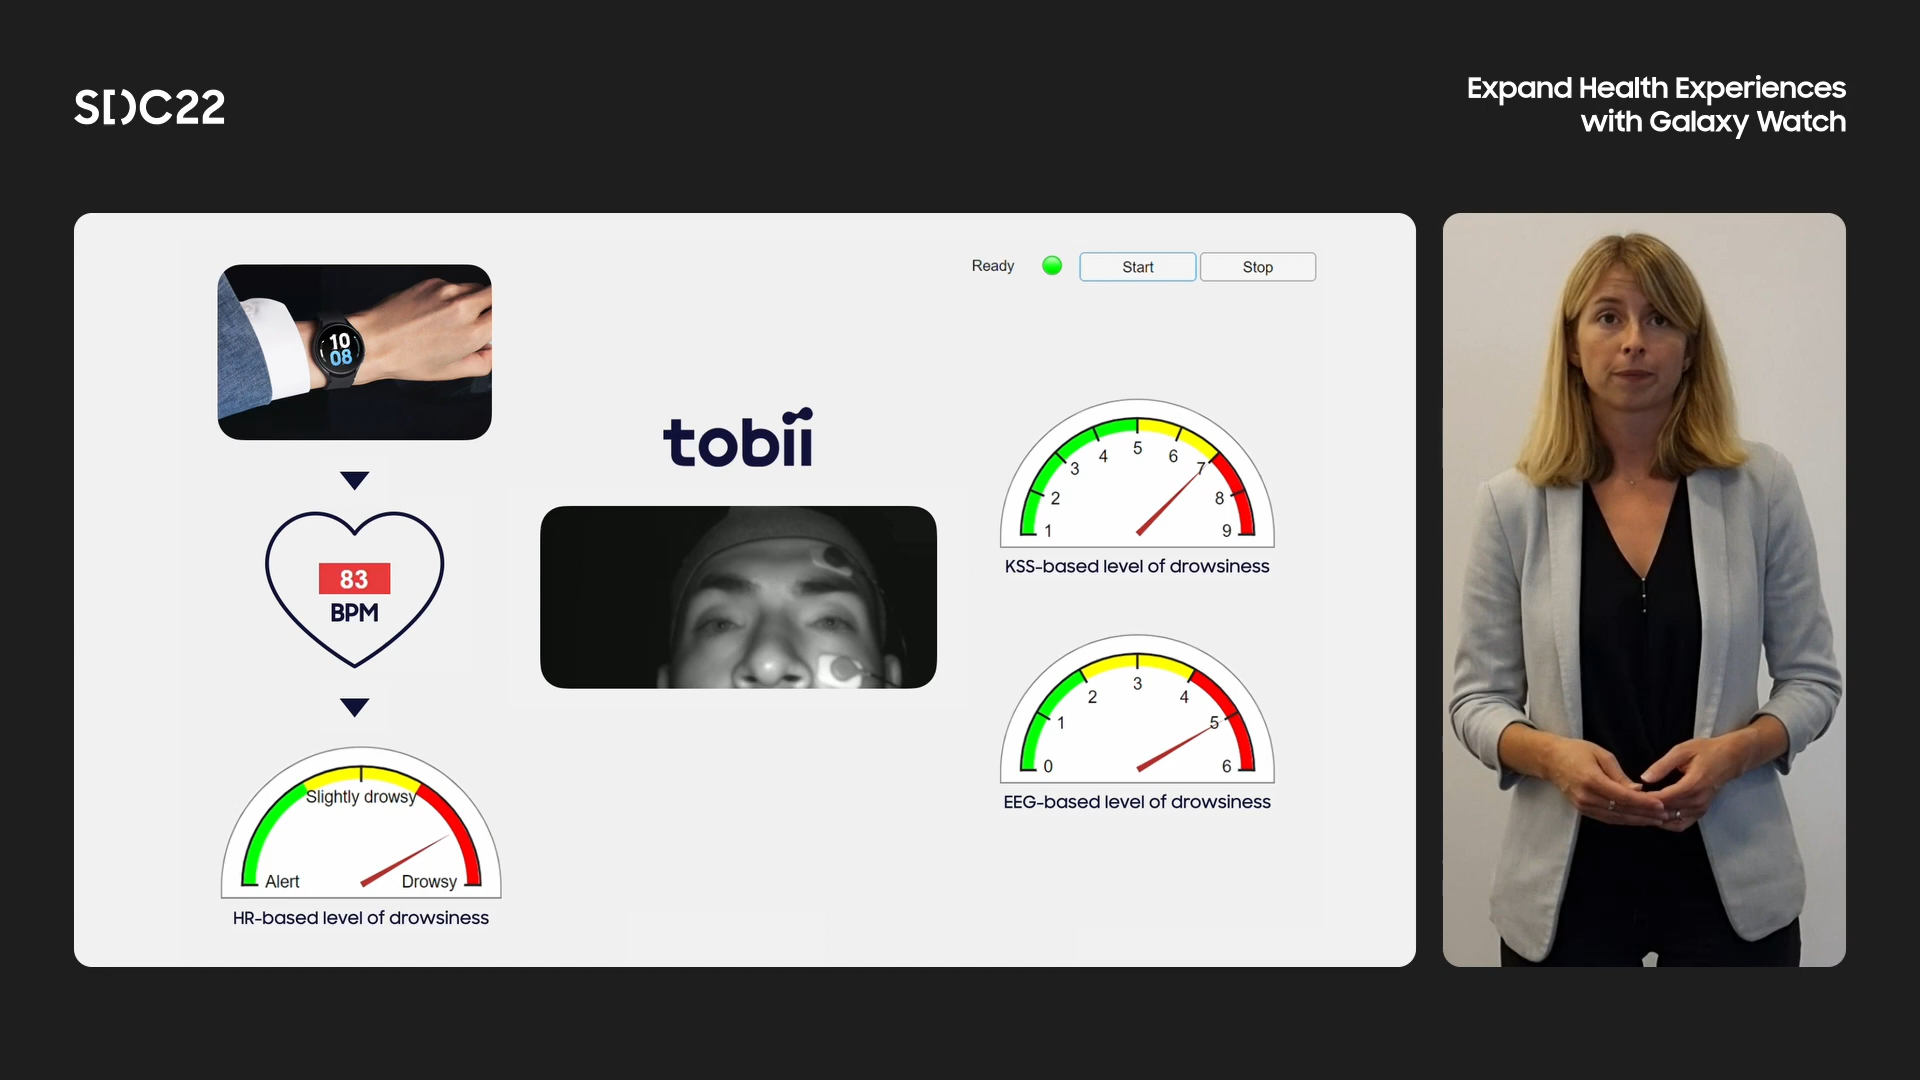 SDC22
Expand Health Experiences
with Galaxy Watch
Ready
Start
Stop
10
08
tobii
83
BPM
Slightly drowsy
Alert
Drowsy
HR-based level of drowsiness
1 2 3 4 5 6 7 8 9
KSS-based level of drowsiness
0 1 2 3 4 5 6
EEG-based level of drowsiness